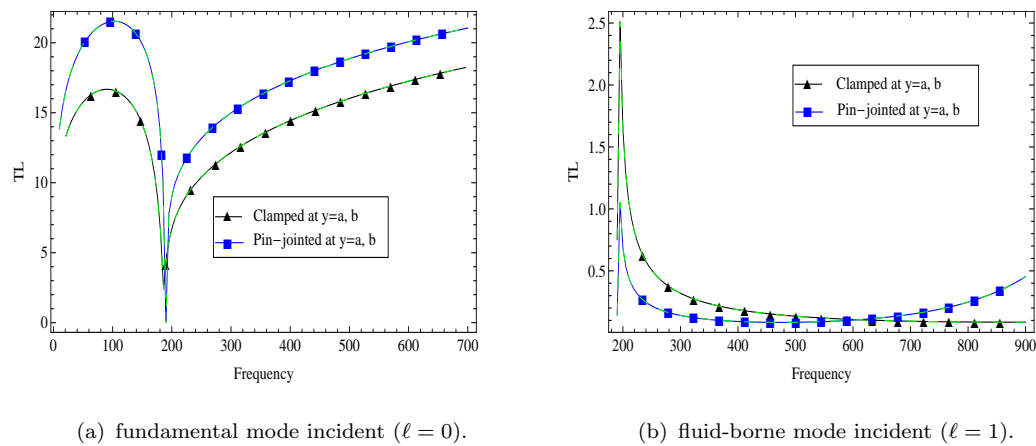 TL
20
15
10
5
0
0
100
200
300
400
500
600
700
Frequency
Clamped at y=a, b
Pin-jointed at y=a, b
(a) fundamental mode incident (ℓ = 0).
TL
2.5
2.0
1.5
1.0
0.5
200
300
400
500
600
700
800
900
Frequency
Clamped at y=a, b
Pin-jointed at y=a, b
(b) fluid-borne mode incident (ℓ = 1).